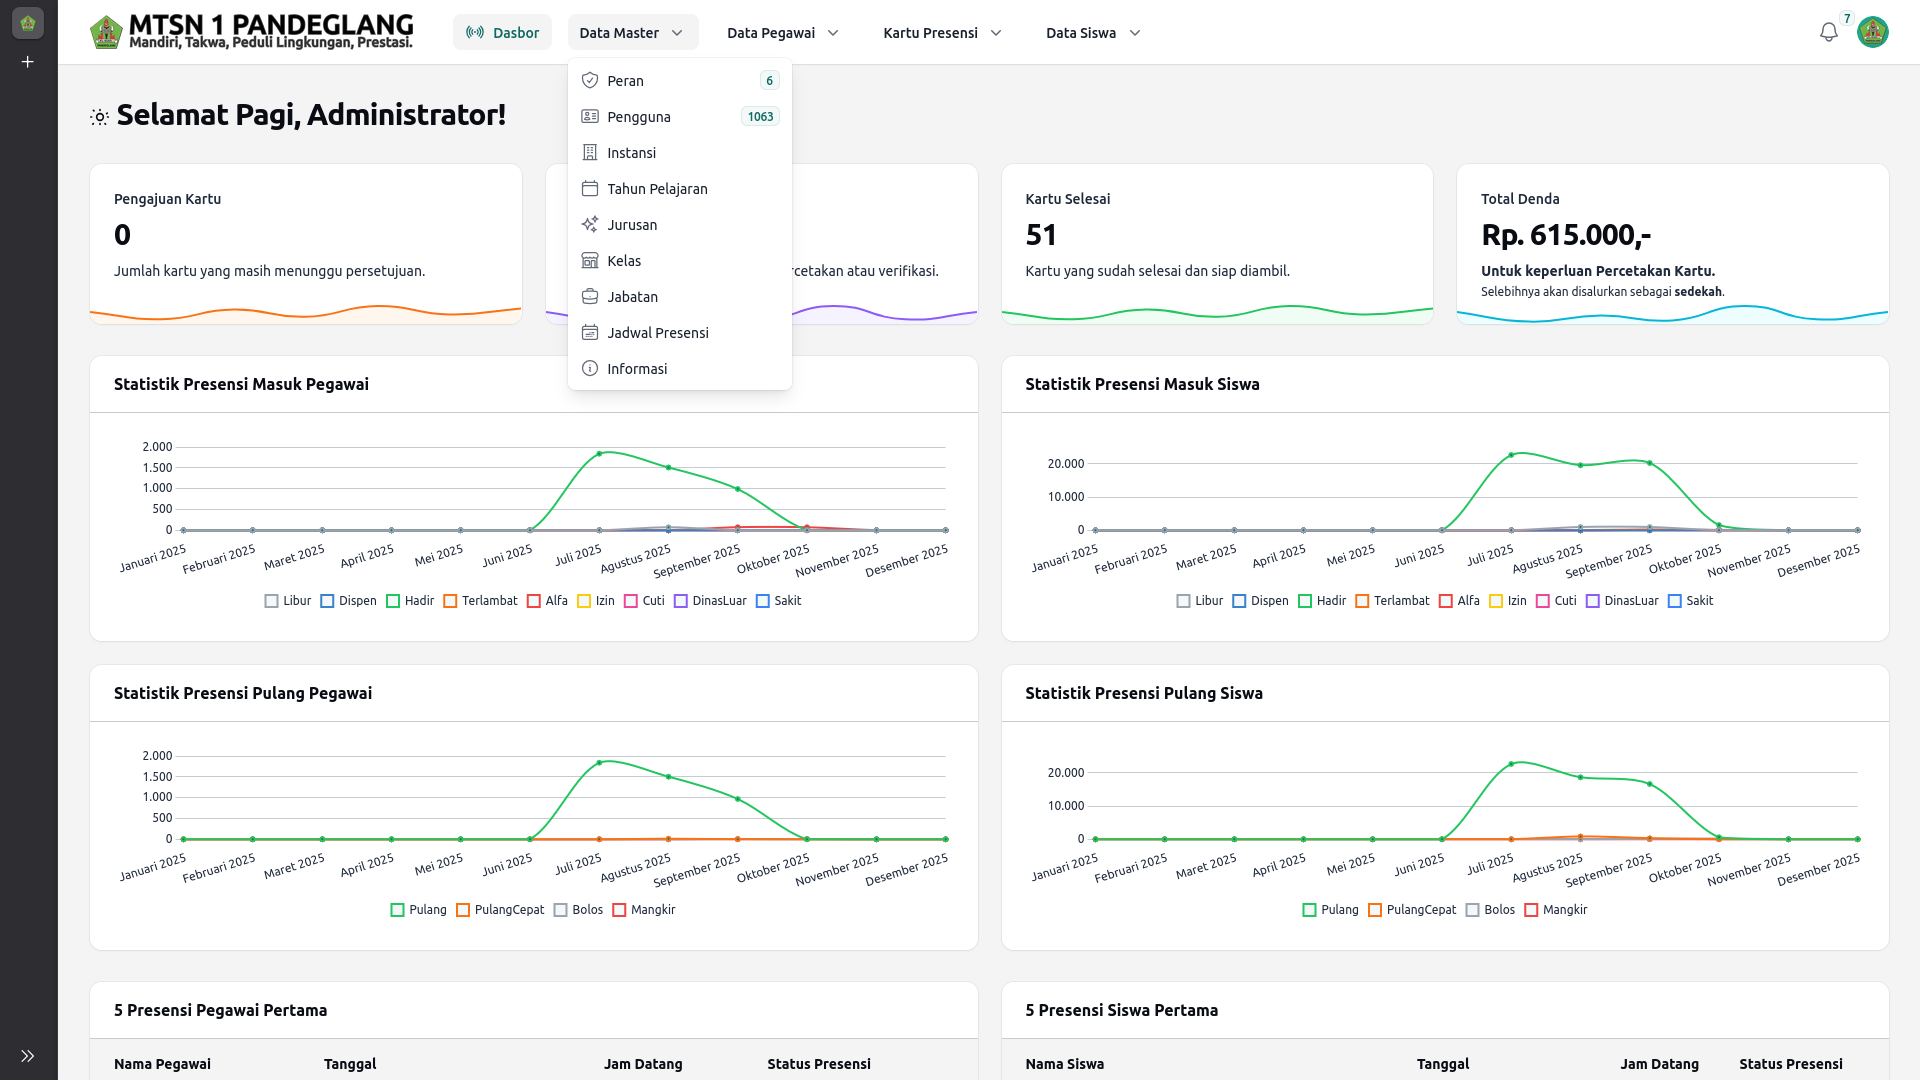 MTSN 1 PANDEGLANG
Mandiri, Takwa, Peduli Lingkungan, Prestasi.
Dasbor
Data Master
Data Pegawai
Kartu Presensi
Data Siswa
7
Peran 6
Pengguna 1063
Instansi
Tahun Pelajaran
Jurusan
Kelas
Jabatan
Jadwal Presensi
Informasi
Selamat Pagi, Administrator!
Pengajuan Kartu
0
Jumlah kartu yang masih menunggu persetujuan.
atau verifikasi.
Kartu Selesai
51
Kartu yang sudah selesai dan siap diambil.
Total Denda
Rp. 615.000,-
Untuk keperluan Percetakan Kartu.
Selebihnya akan disalurkan sebagai sedekah.
Statistik Presensi Masuk Pegawai
2.000
1.500
1.000
500
0
Januari 2025 Februari 2025 Maret 2025 April 2025 Mei 2025 Juni 2025 Juli 2025 Agustus 2025 September 2025 Oktober 2025 November 2025 Desember 2025
Libur Dispen Hadir Terlambat Alfa Izin Cuti DinasLuar Sakit
Statistik Presensi Masuk Siswa
20.000
10.000
0
Januari 2025 Februari 2025 Maret 2025 April 2025 Mei 2025 Juni 2025 Juli 2025 Agustus 2025 September 2025 Oktober 2025 November 2025 Desember 2025
Libur Dispen Hadir Terlambat Alfa Izin Cuti DinasLuar Sakit
Statistik Presensi Pulang Pegawai
2.000
1.500
1.000
500
0
Januari 2025 Februari 2025 Maret 2025 April 2025 Mei 2025 Juni 2025 Juli 2025 Agustus 2025 September 2025 Oktober 2025 November 2025 Desember 2025
Pulang PulangCepat Bolos Mangkir
Statistik Presensi Pulang Siswa
20.000
10.000
0
Januari 2025 Februari 2025 Maret 2025 April 2025 Mei 2025 Juni 2025 Juli 2025 Agustus 2025 September 2025 Oktober 2025 November 2025 Desember 2025
Pulang PulangCepat Bolos Mangkir
5 Presensi Pegawai Pertama
Nama Pegawai Tanggal Jam Datang Status Presensi
5 Presensi Siswa Pertama
Nama Siswa Tanggal Jam Datang Status Presensi